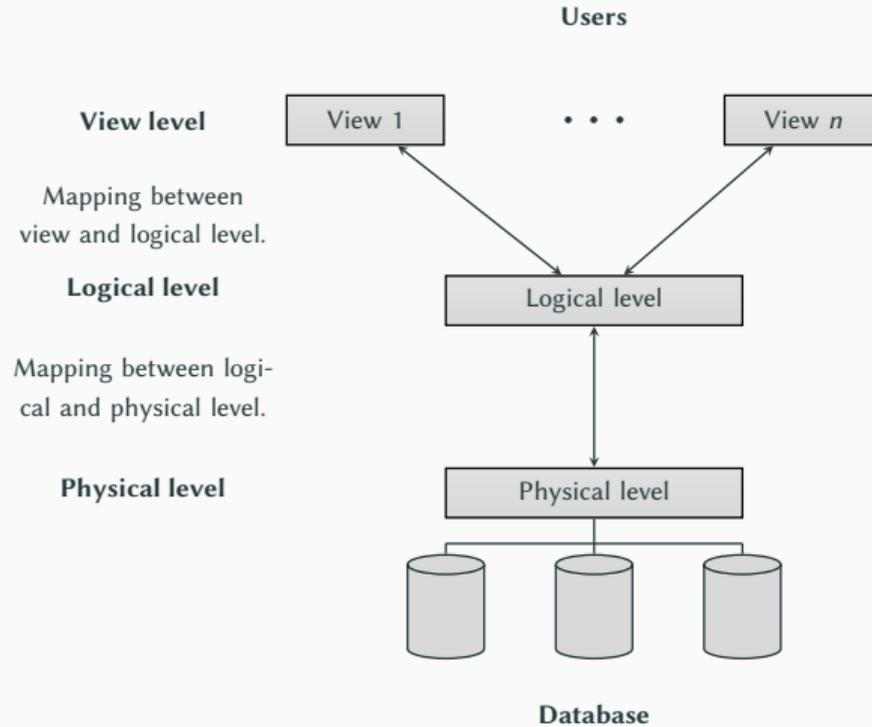 Users
View level
View 1
• • •
View n
Mapping between
view and logical level.
Logical level
Logical level
Mapping between logi-
cal and physical level.
Physical level
Physical level
Database